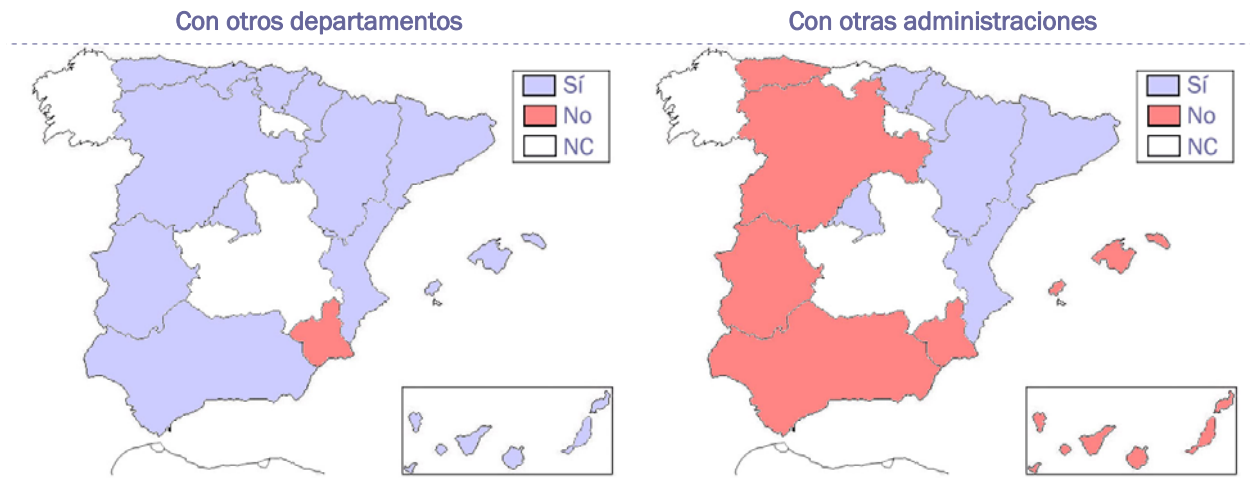 Con otros departamentos
Con otras administraciones
Sí
No
NC
Sí
No
NC